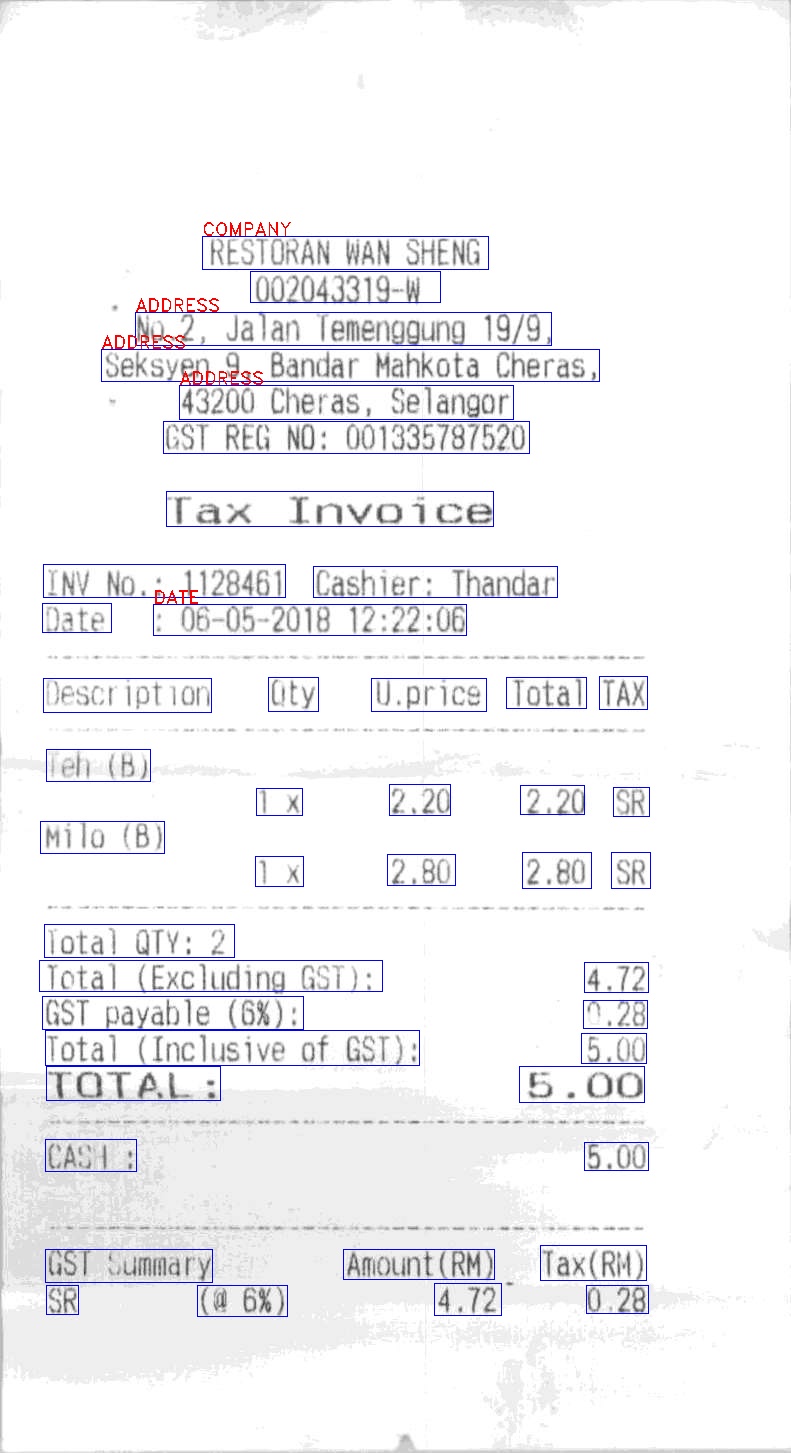 COMPANY
RESTORAN WAN SHENG
002043319-W
ADDRESS
No.2, Jalan Temenggung 19/9,
ADDRESS
Seksyen 9, Bandar Mahkota Cheras,
ADDRESS
43200 Cheras, Selangor
GST REG NO: 001335787520
Tax Invoice
INV No.: 1128461 Cashier: Thandar
DATE
Date : 06-05-2018 12:22:06
Description Qty U.price Total TAX
Teh (B)
1 x 2.20 2.20 SR
Milo (B)
1 x 2.80 2.80 SR
Total QTY: 2
Total (Excluding GST): 4.72
GST payable (6%): 0.28
Total (Inclusive of GST): 5.00
TOTAL: 5.00
CASH : 5.00
GST Summary Amount(RM) Tax(RM)
SR (@ 6%) 4.72 0.28